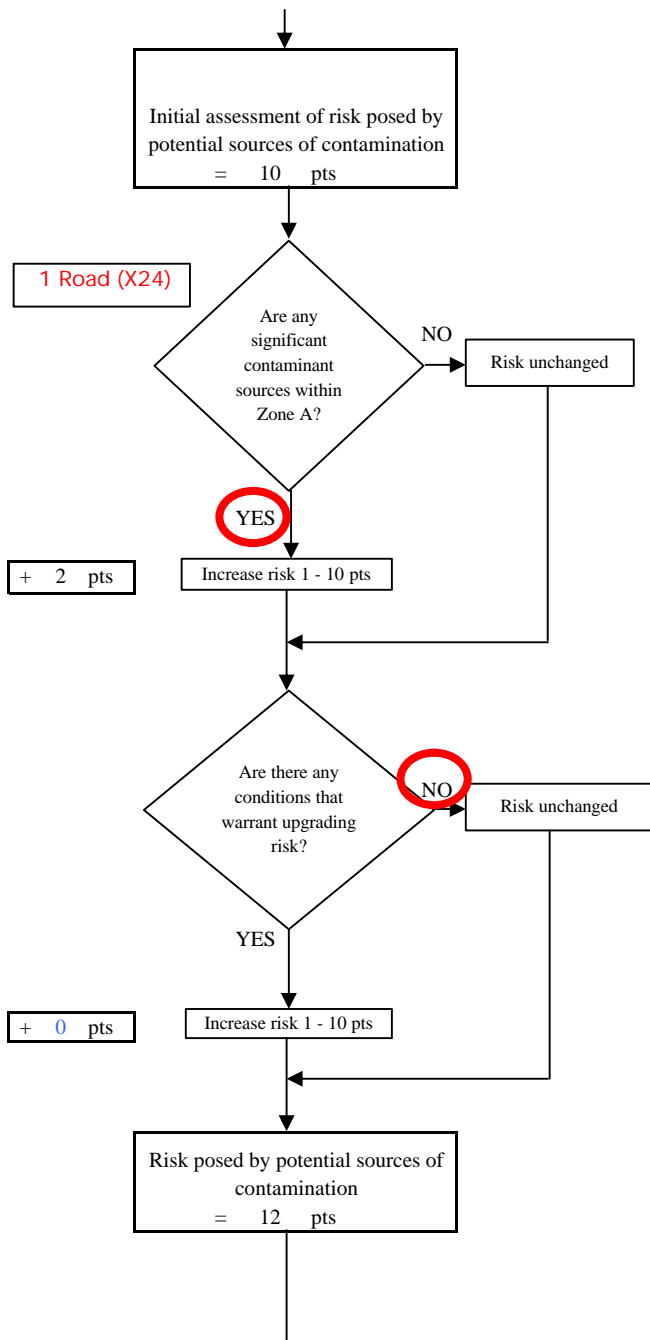 Initial assessment of risk posed by
potential sources of contamination
= 10 pts
1 Road (X24)
Are any
significant
contaminant
sources within
Zone A?
NO
Risk unchanged
YES
+ 2 pts
Increase risk 1 - 10 pts
Are there any
conditions that
warrant upgrading
risk?
NO
Risk unchanged
YES
+ 0 pts
Increase risk 1 - 10 pts
Risk posed by potential sources of
contamination
= 12 pts